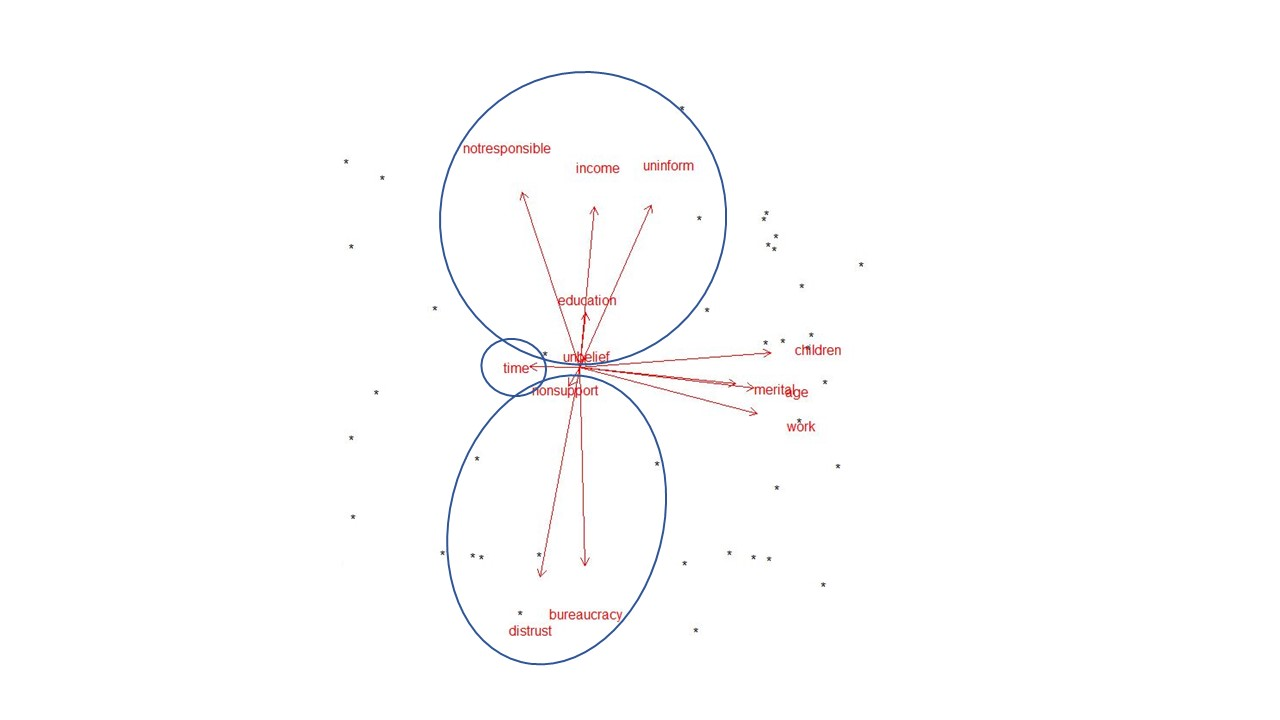 notresponsible
income
uninform
education
unbelief
children
time
nonsupport
merital
age
work
bureaucracy
distrust